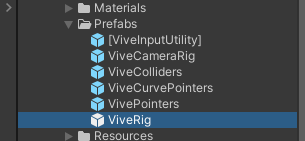 Materials
Prefabs
[ViveInputUtility]
ViveCameraRig
ViveColliders
ViveCurvePointers
VivePointers
ViveRig
Resources